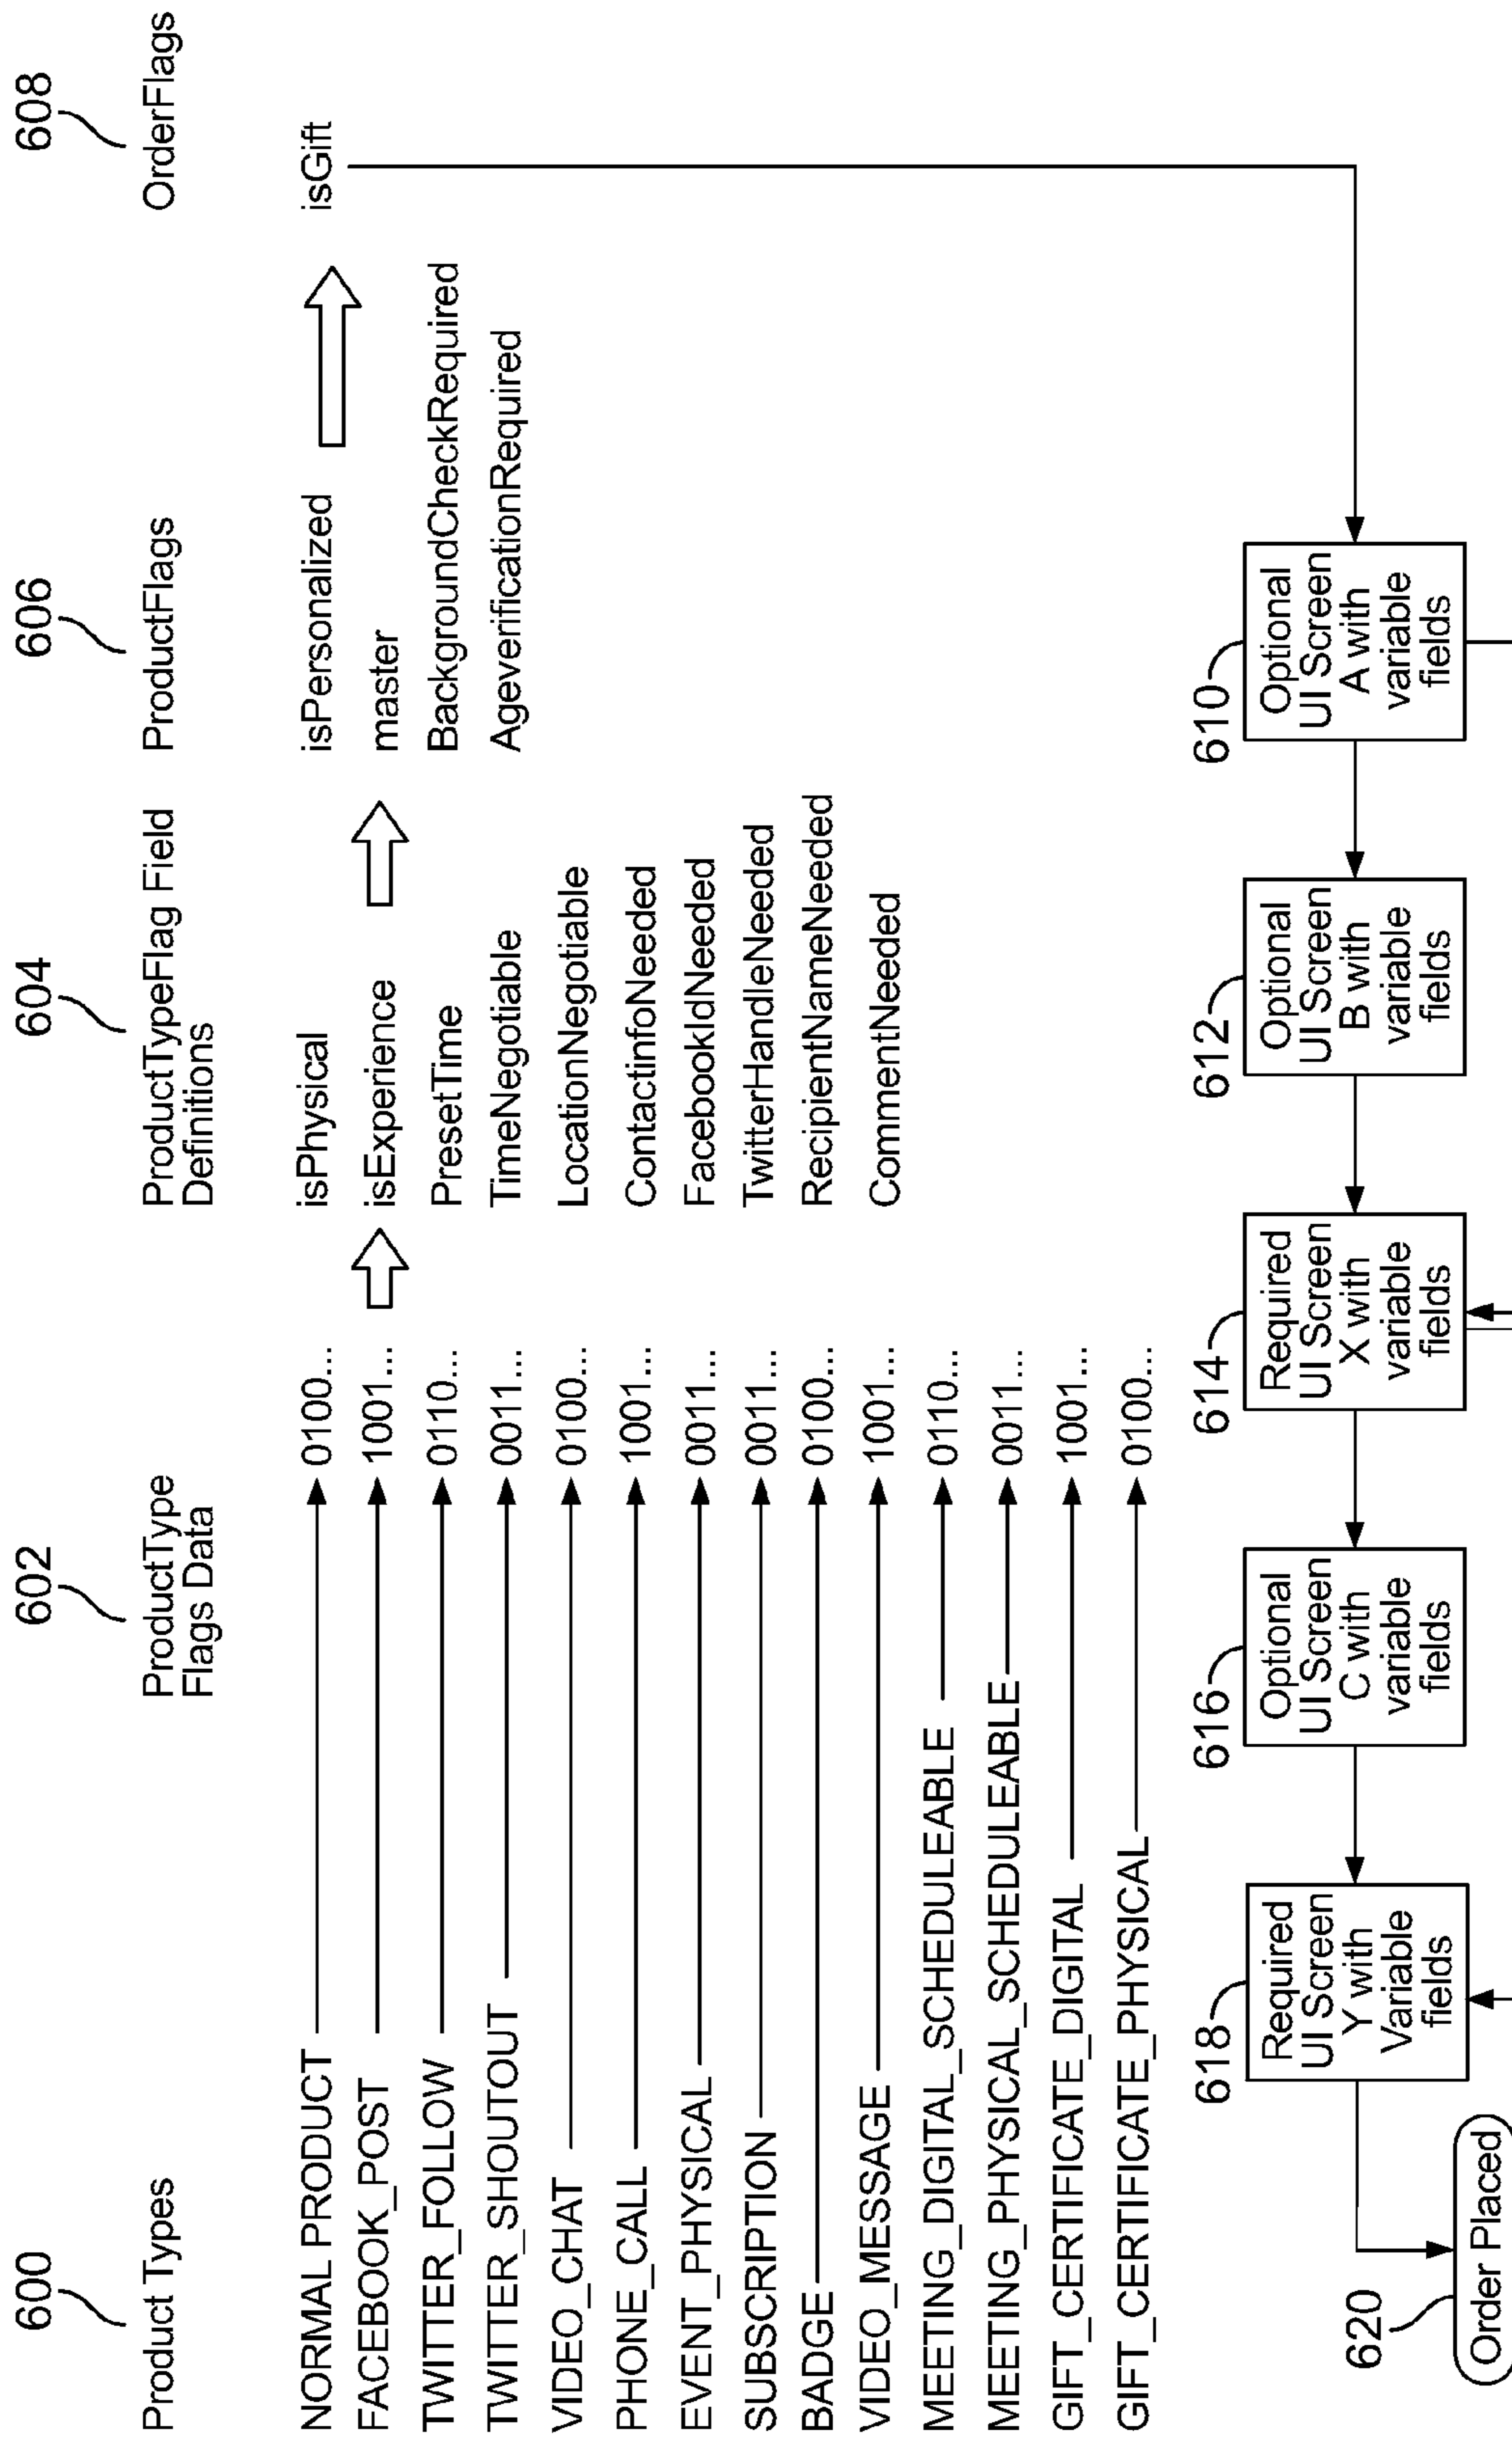 600
602
604
606
608
Product Types
ProductType
Flags Data
ProductTypeFlag Field
Definitions
ProductFlags
OrderFlags
NORMAL PRODUCT
0100...
isPhysical
isPersonalized
isGift
FACEBOOK_POST
1001...
isExperience
master
TWITTER_FOLLOW
0110...
PresetTime
BackgroundCheckRequired
TWITTER_SHOUTOUT
0011...
TimeNegotiable
AgeverificationRequired
VIDEO_CHAT
0100...
LocationNegotiable
PHONE_CALL
1001...
ContactinfoNeeded
EVENT_PHYSICAL
0011...
FacebookIdNeeded
SUBSCRIPTION
0011...
TwitterHandleNeeded
BADGE
0100...
RecipientNameNeeded
VIDEO_MESSAGE
1001...
CommentNeeded
MEETING_DIGITAL_SCHEDULEABLE
0110...
MEETING_PHYSICAL_SCHEDULEABLE
0011...
GIFT_CERTIFICATE_DIGITAL
1001...
GIFT_CERTIFICATE_PHYSICAL
0100...
618
Required
UI Screen
Y with
Variable
fields
616
Optional
UI Screen
C with
variable
fields
614
Required
UI Screen
X with
variable
fields
612
Optional
UI Screen
B with
variable
fields
610
Optional
UI Screen
A with
variable
fields
620
Order Placed